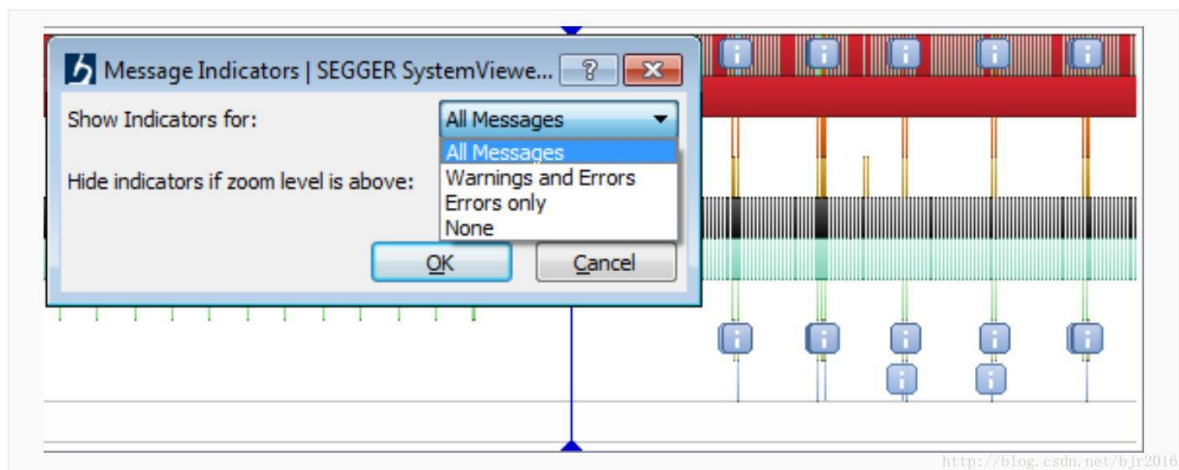 Message Indicators | SEGGER SystemViewe...
Show Indicators for:
All Messages
All Messages
Warnings and Errors
Errors only
None
Hide indicators if zoom level is above:
OK
Cancel
http://blog.csdn.net/bjr2016